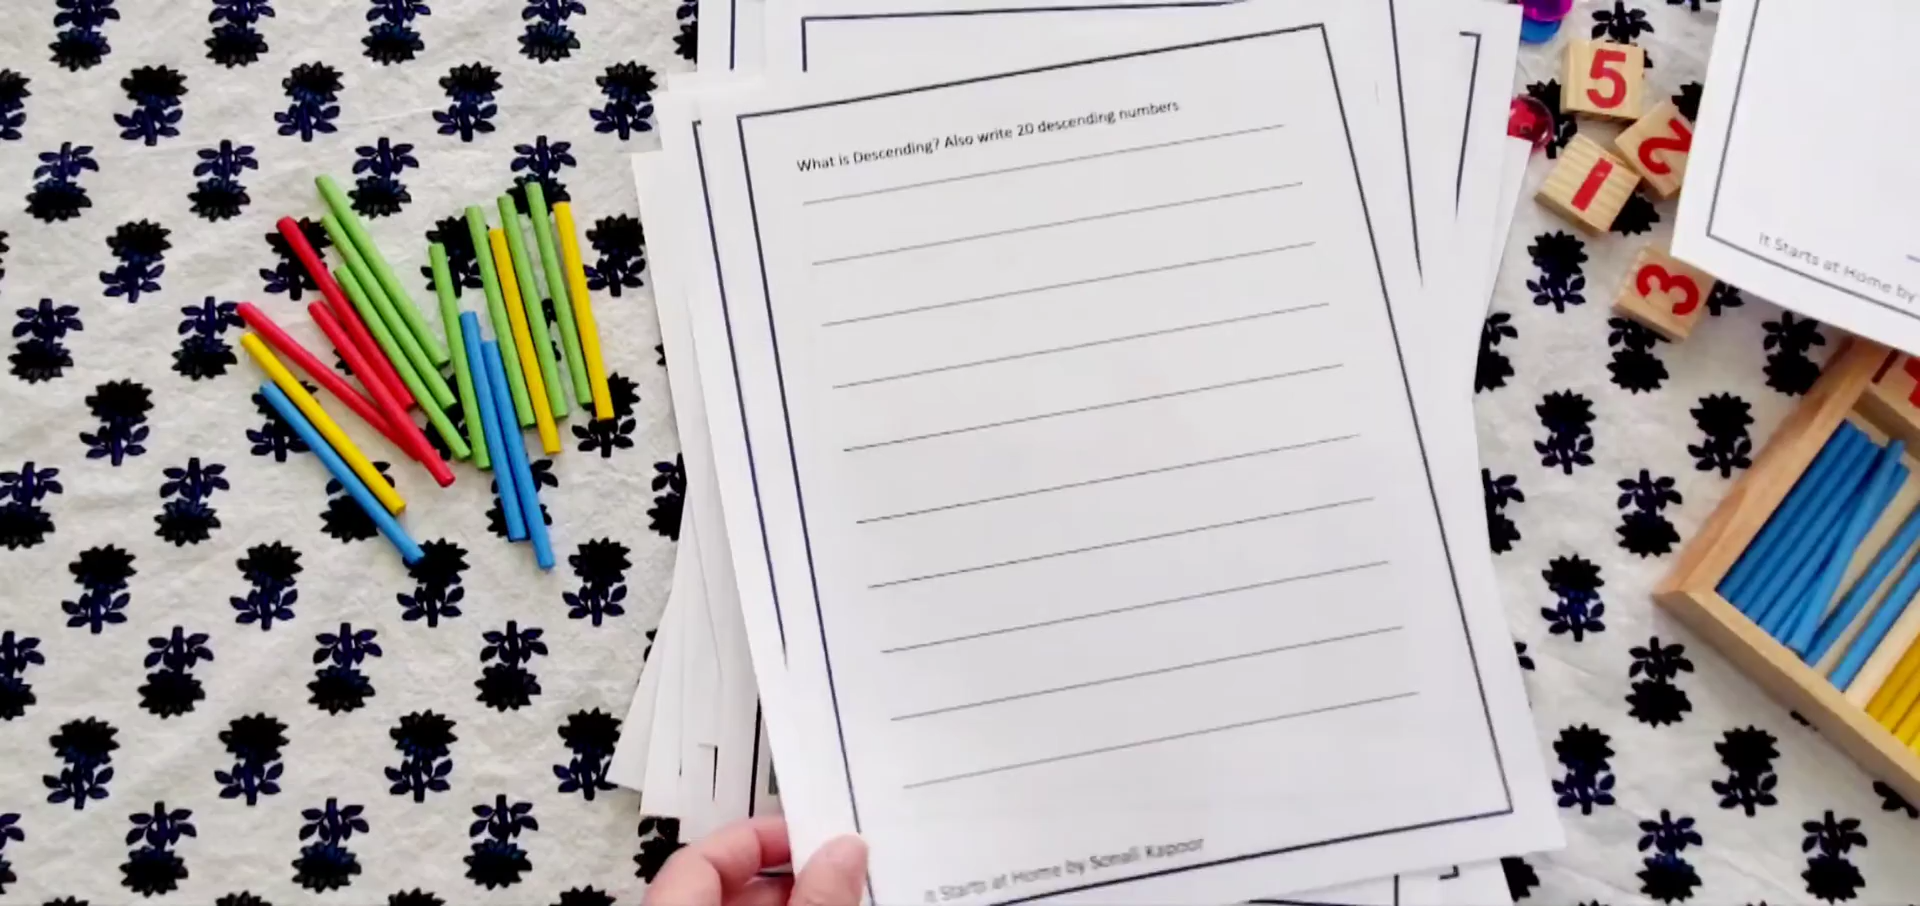 What is Descending? Also write 20 descending numbers
It Starts at Home by Sonali Kapoor
5
2
1
3
It Starts at Home by